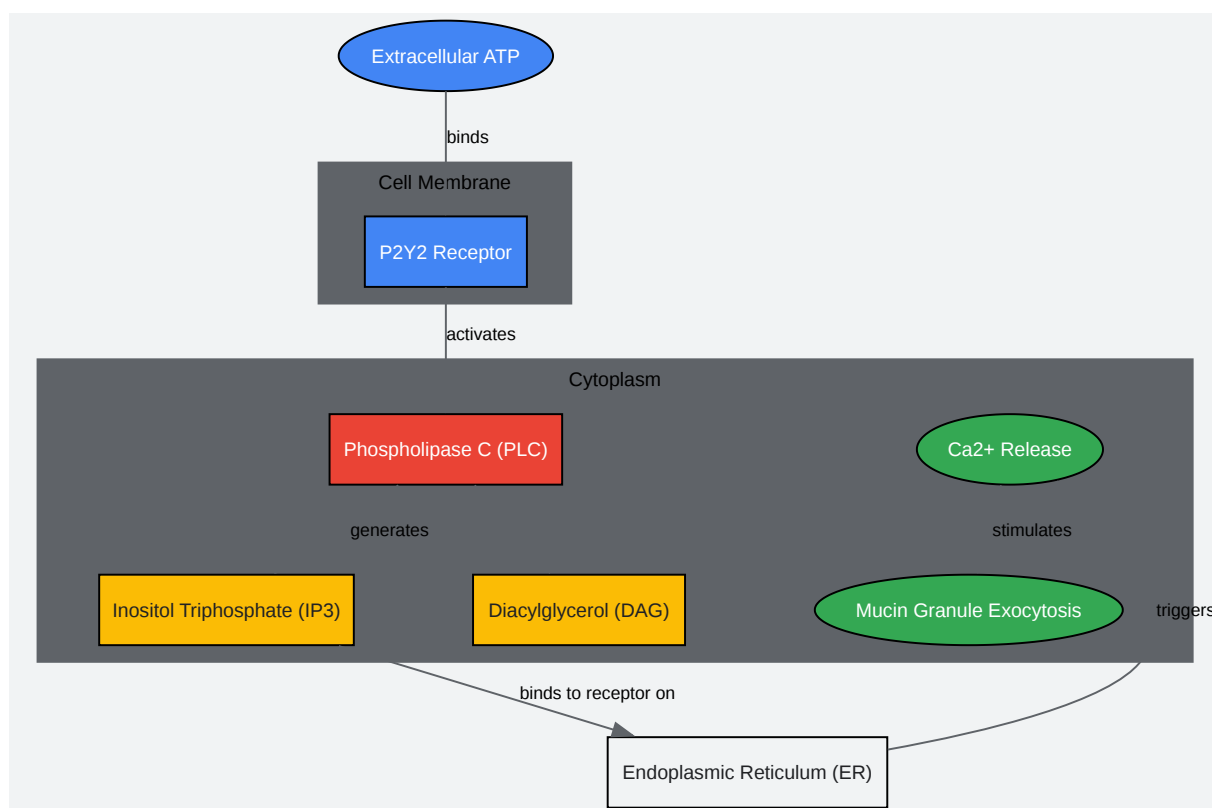 Extracellular ATP
binds
Cell Membrane
P2Y2 Receptor
activates
Cytoplasm
Phospholipase C (PLC)
Ca2+ Release
generates
stimulates
Inositol Triphosphate (IP3)
Diacylglycerol (DAG)
Mucin Granule Exocytosis
triggers
binds to receptor on
Endoplasmic Reticulum (ER)